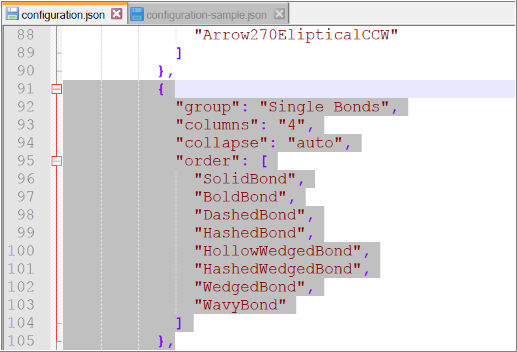 configuration.json configuration-sample.json
88 "Arrow270ElipticalCCW"
89 ]
90 },
91 {
92 "group": "Single Bonds",
93 "columns": "4",
94 "collapse": "auto",
95 "order": [
96 "SolidBond",
97 "BoldBond",
98 "DashedBond",
99 "HashedBond",
100 "HollowWedgedBond",
101 "HashedWedgedBond",
102 "WedgedBond",
103 "WavyBond"
104 ]
105 },